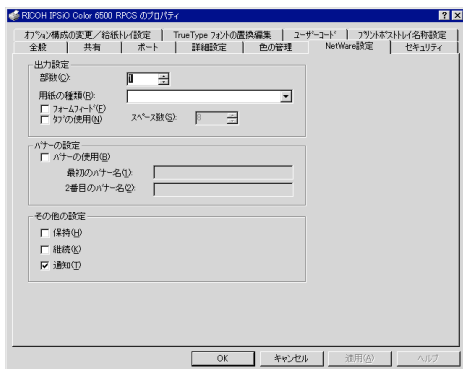 RICOH IPSiO Color 6500 RPCS のプロパティ
オプション構成の変更／給紙トレイ設定 TrueType フォントの置換編集 ユーザーコード プリントポストトレイ名称設定
全般 共有 ポート 詳細設定 色の管理 NetWare設定 セキュリティ
出力設定
部数(C): 1
用紙の種類(R):
フォームフィード(F)
タブの使用(N) スペース数(S): 8
バナーの設定
バナーの使用(B)
最初のバナー名(1):
2番目のバナー名(2):
その他の設定
保持(H)
継続(K)
通知(T)
OK キャンセル 適用(A) ヘルプ